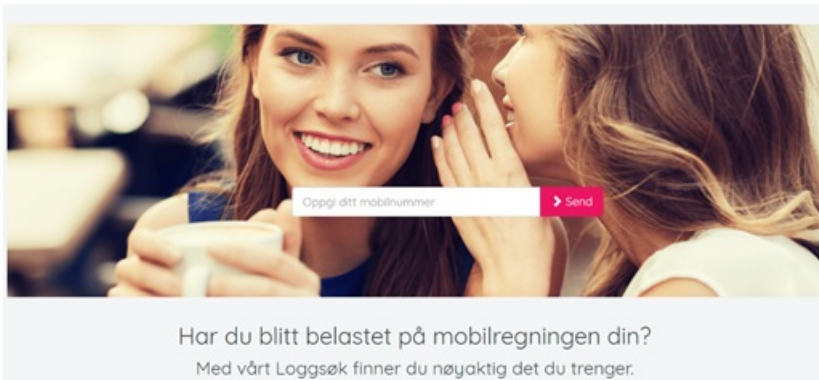 Oppgi ditt mobilnummer
Send
Har du blitt belastet på mobilregningen din?
Med vårt Loggsøk finner du nøyaktig det du trenger.